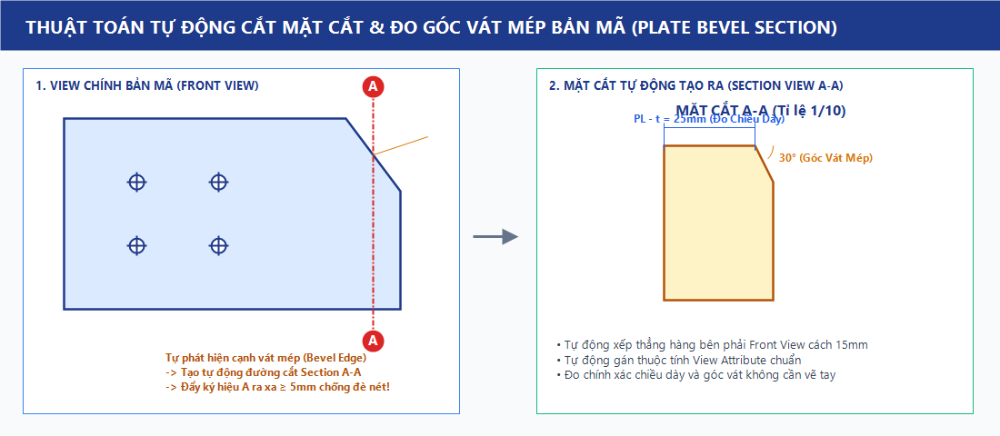 THUẬT TOÁN TỰ ĐỘNG CẮT MẶT CẮT & ĐO GÓC VÁT MÉP BẢN MÃ (PLATE BEVEL SECTION)
1. VIEW CHÍNH BẢN MÃ (FRONT VIEW)
A
A
Tự phát hiện cạnh vát mép (Bevel Edge)
-> Tạo tự động đường cắt Section A-A
-> Đẩy ký hiệu A ra xa ≥ 5mm chống đè nét!
2. MẶT CẮT TỰ ĐỘNG TẠO RA (SECTION VIEW A-A)
MẶT CẮT A-A (Tỉ lệ 1/10)
PL - t = 25mm (Đo Chiều Dày)
30° (Góc Vát Mép)
• Tự động xếp thẳng hàng bên phải Front View cách 15mm
• Tự động gán thuộc tính View Attribute chuẩn
• Đo chính xác chiều dày và góc vát không cần vẽ tay